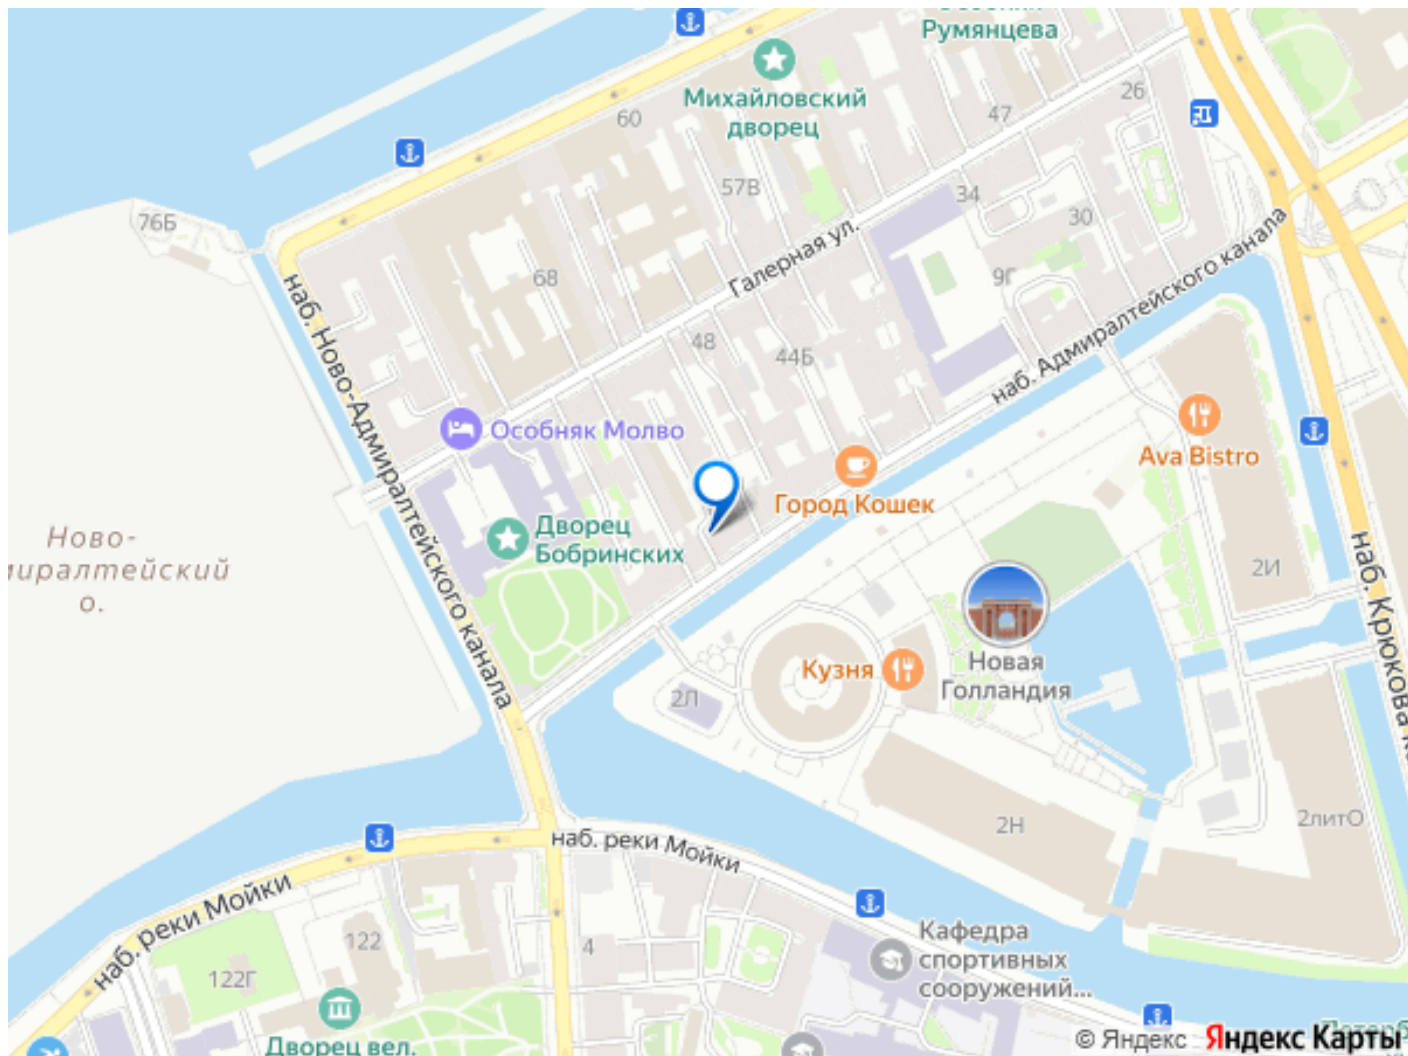 Румянцева
Михайловский
дворец
26
47
60
57В
34
30
76Б
Галерная ул.
68
9Г
наб. Адмиралтейского канала
наб. Ново-Адмиралтейского канала
48
44Б
Особняк Молво
Ava Bistro
Город Кошек
Дворец
Бобринских
Ново-
миралтейский
о.
2И
наб. Крюкова к
Кузня
Новая
Голландия
2Л
2Н
2литО
наб. реки Мойки
наб. реки Мойки
122
4
122Г
Кафедра
спортивных
сооружений...
Дворец вел.
© Яндекс Яндекс Карты